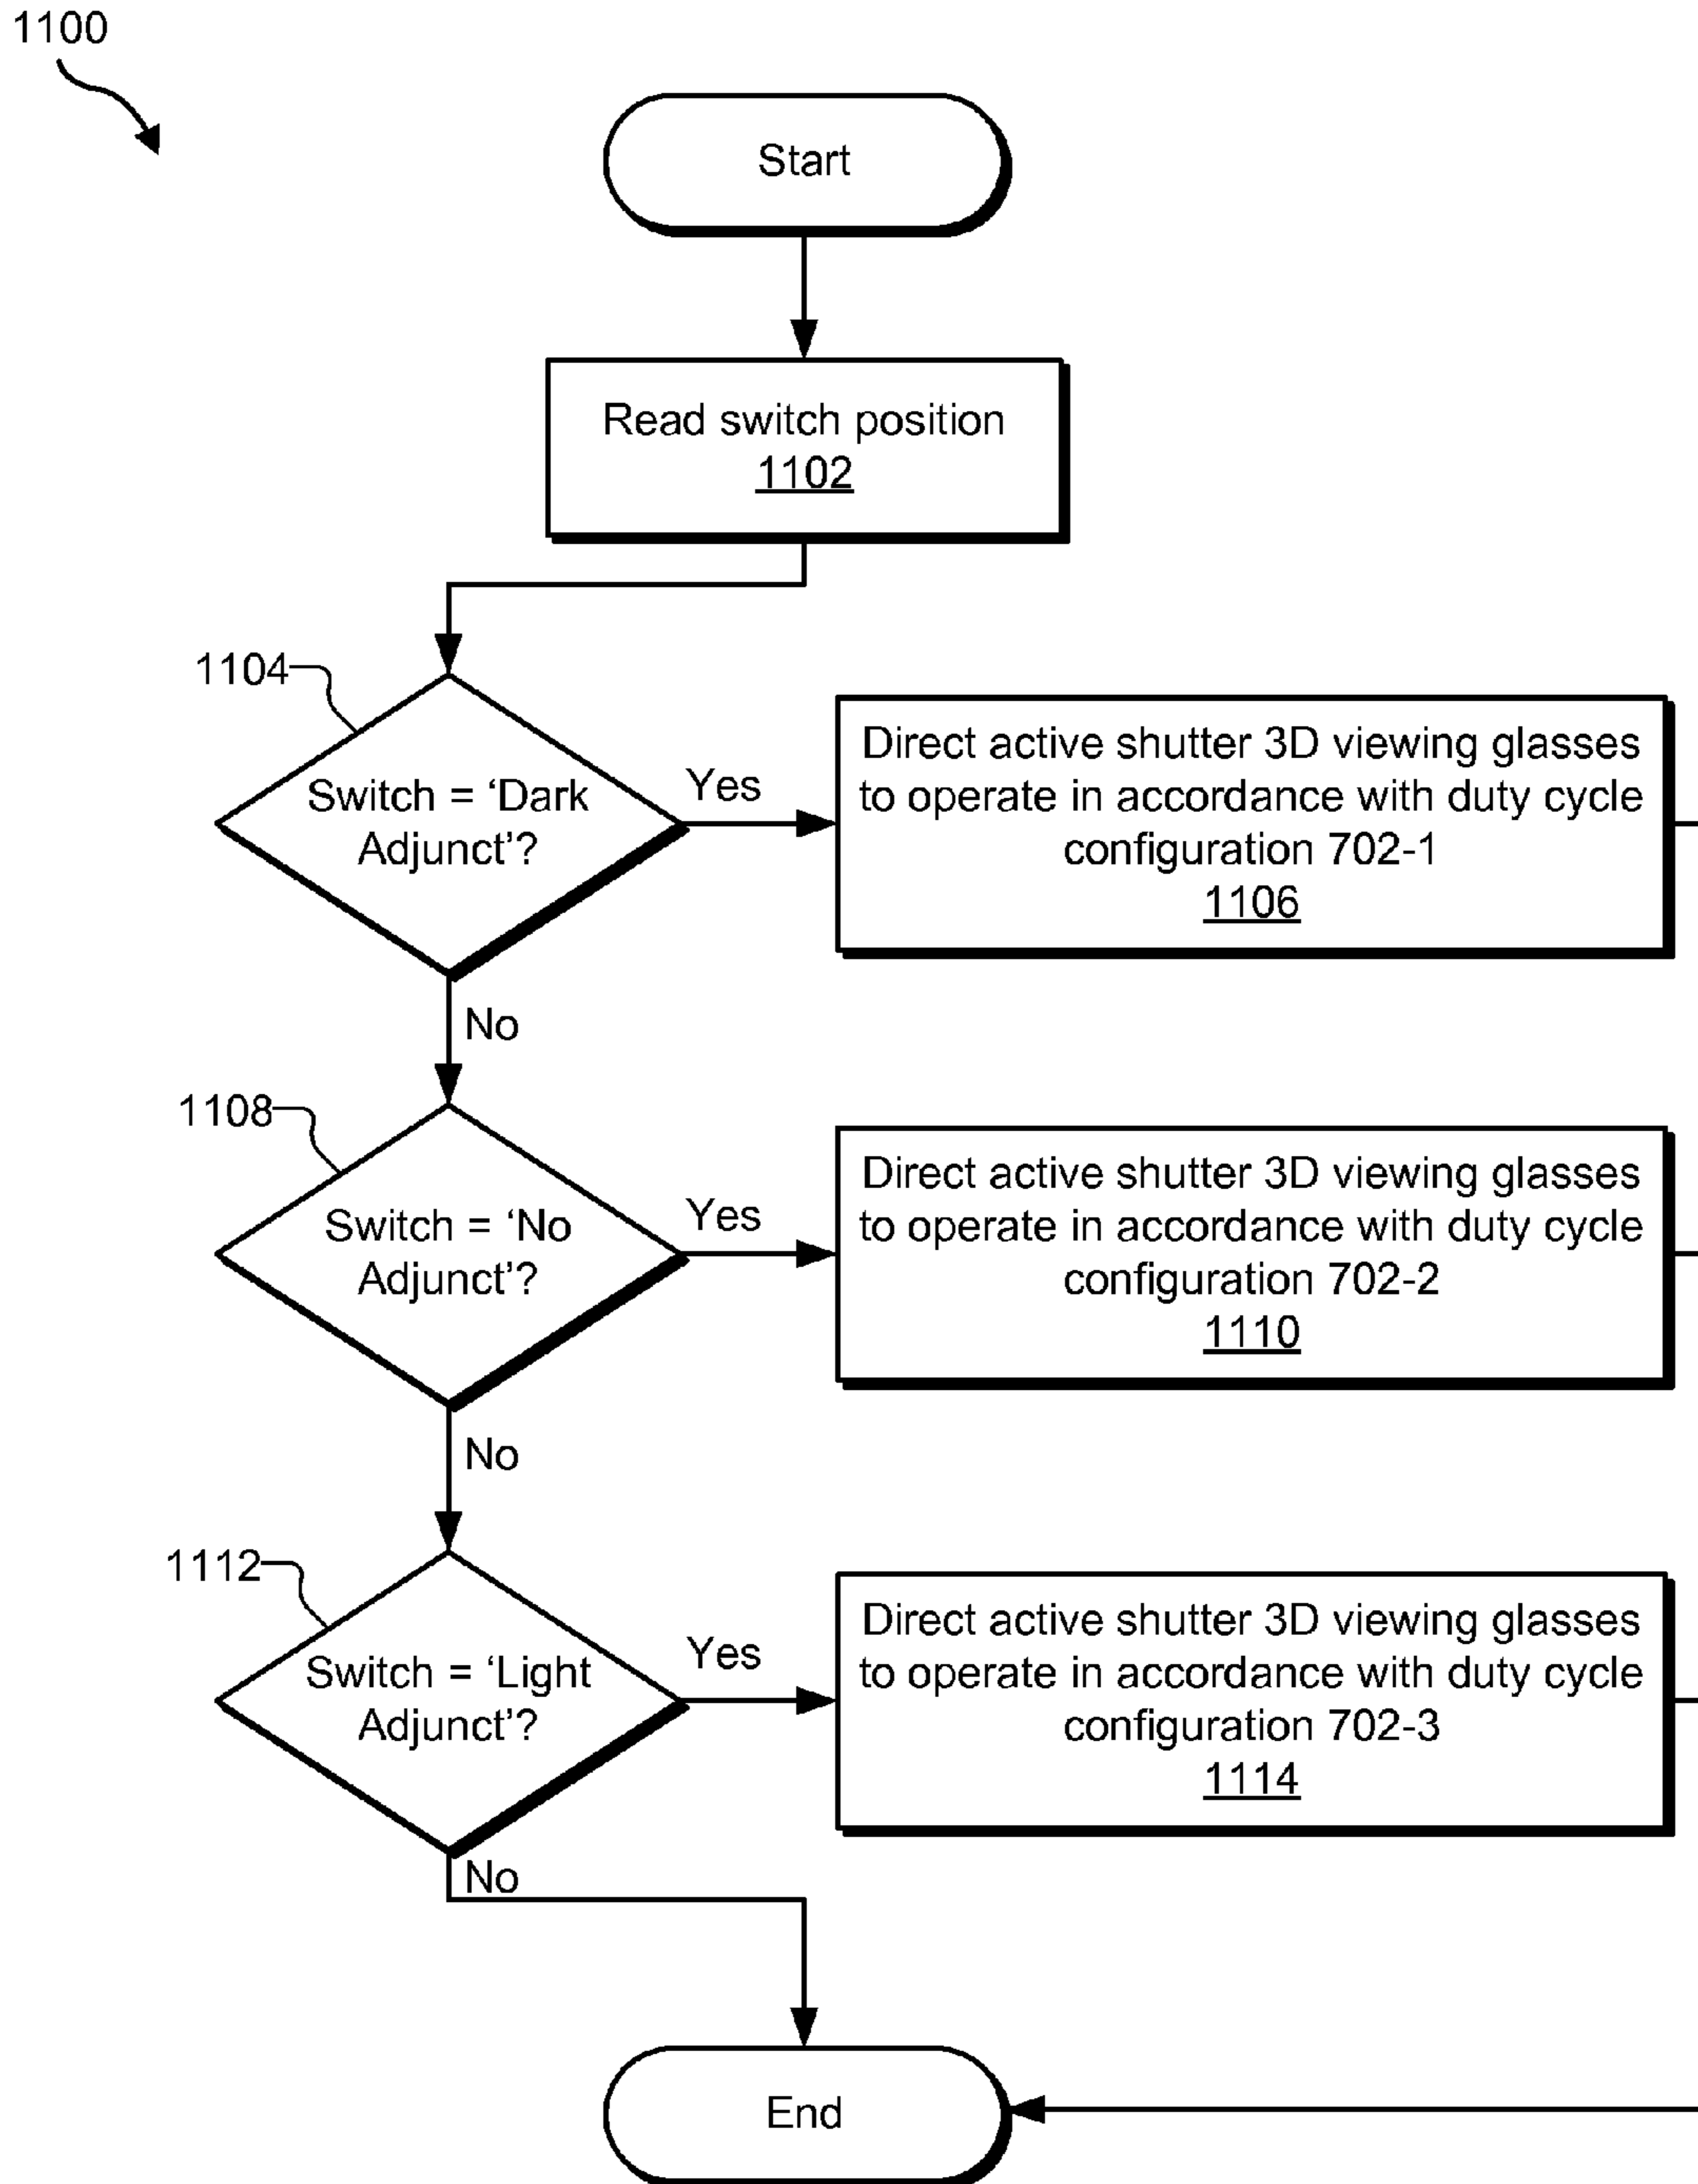 1100
Start
Read switch position
1102
1104
Switch = ‘Dark
Adjunct’?
Yes
Direct active shutter 3D viewing glasses
to operate in accordance with duty cycle
configuration 702-1
1106
No
1108
Switch = ‘No
Adjunct’?
Yes
Direct active shutter 3D viewing glasses
to operate in accordance with duty cycle
configuration 702-2
1110
No
1112
Switch = ‘Light
Adjunct’?
Yes
Direct active shutter 3D viewing glasses
to operate in accordance with duty cycle
configuration 702-3
1114
No
End